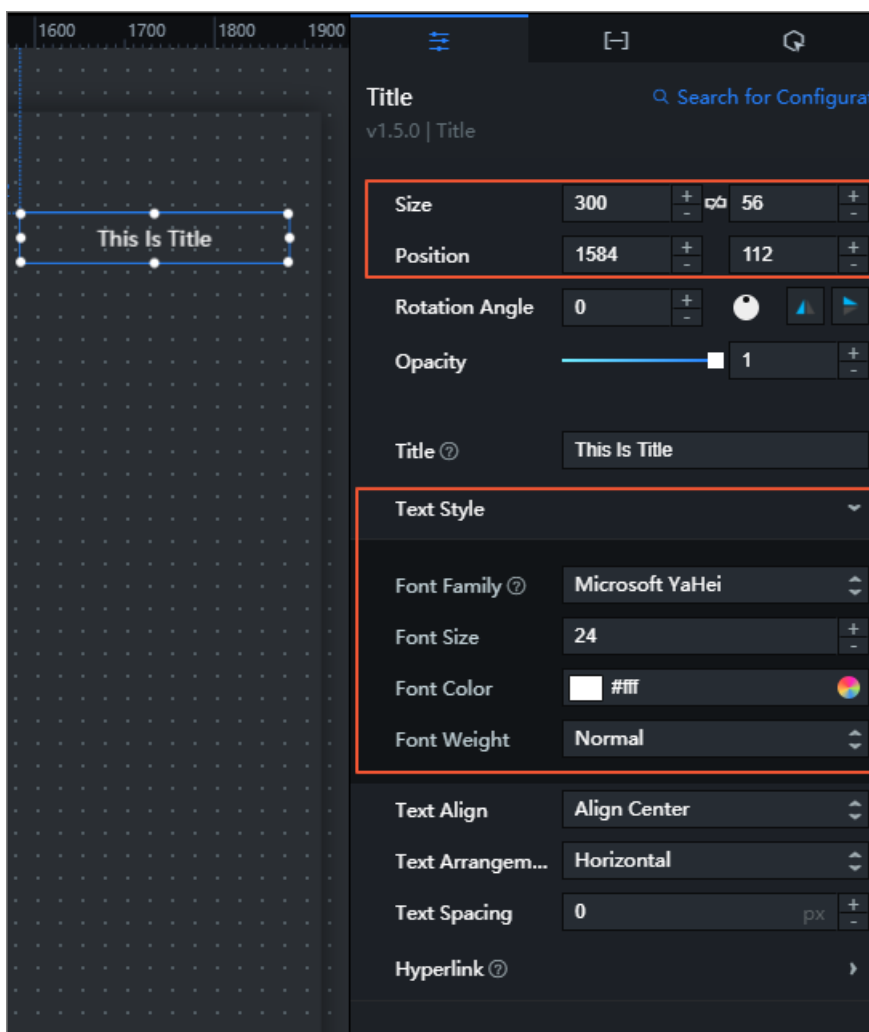 1600 1700 1800 1900
Title
Search for Configurat
v1.5.0 | Title
This Is Title
Size 300 + - 56 + -
Position 1584 + - 112 + -
Rotation Angle 0 + -
Opacity 1 + -
Title ? This Is Title
Text Style
Font Family ? Microsoft YaHei
Font Size 24 + -
Font Color #fff
Font Weight Normal
Text Align Align Center
Text Arrangem... Horizontal
Text Spacing 0 px + -
Hyperlink ?